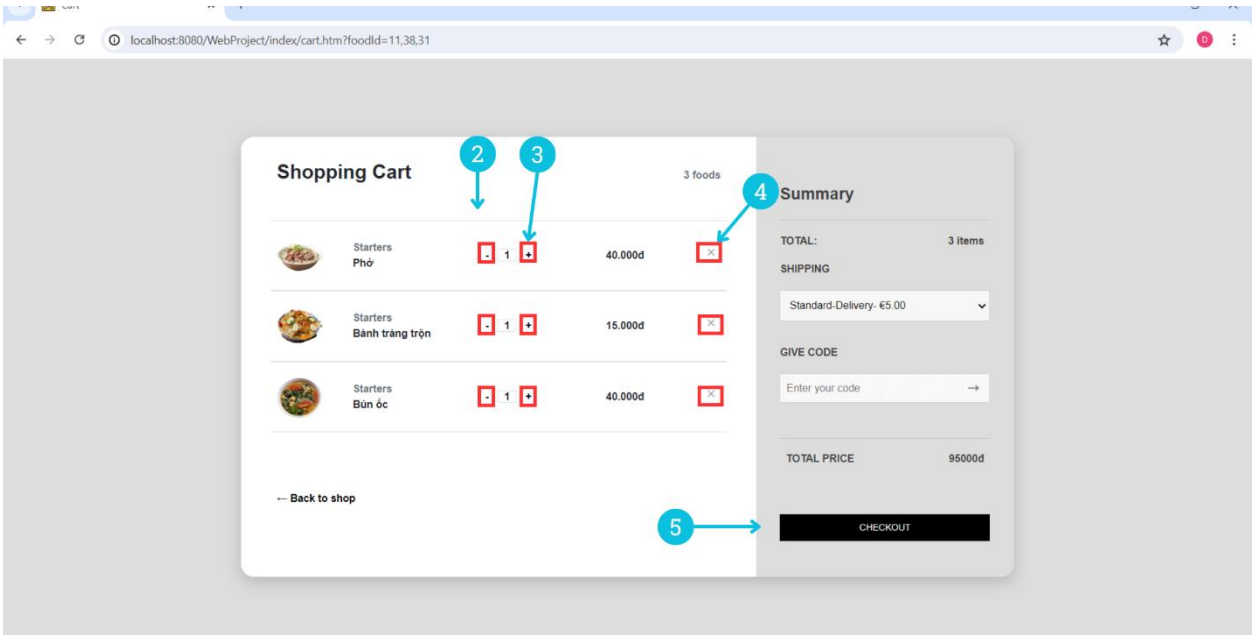 Cart
localhost:8080/WebProject/index/cart.htm?foodId=11,38,31
D
Shopping Cart
2
3
3 foods
4
Starters
Phở
- 1 +
40.000đ
×
Starters
Bánh tráng trộn
- 1 +
15.000đ
×
Starters
Bún ốc
- 1 +
40.000đ
×
← Back to shop
Summary
TOTAL:
3 items
SHIPPING
Standard-Delivery- €5.00
GIVE CODE
Enter your code →
TOTAL PRICE
95000đ
5
CHECKOUT